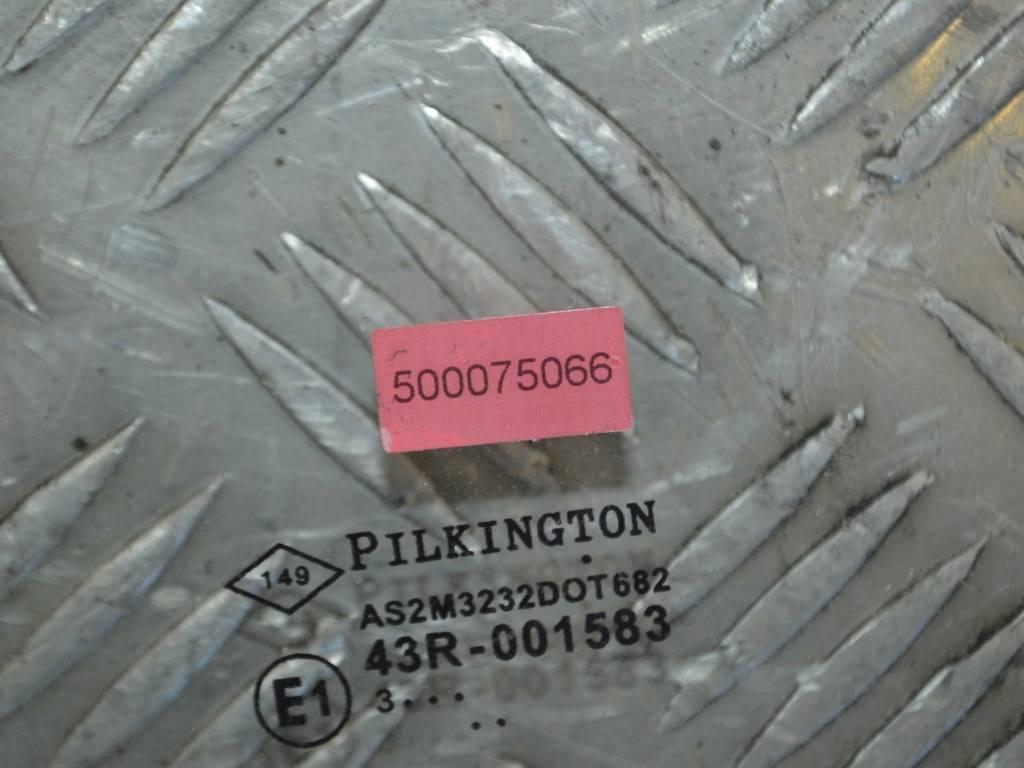 500075066
PILKINGTON
149
AS2M3232DOT682
43R-001583
E1
3...
..